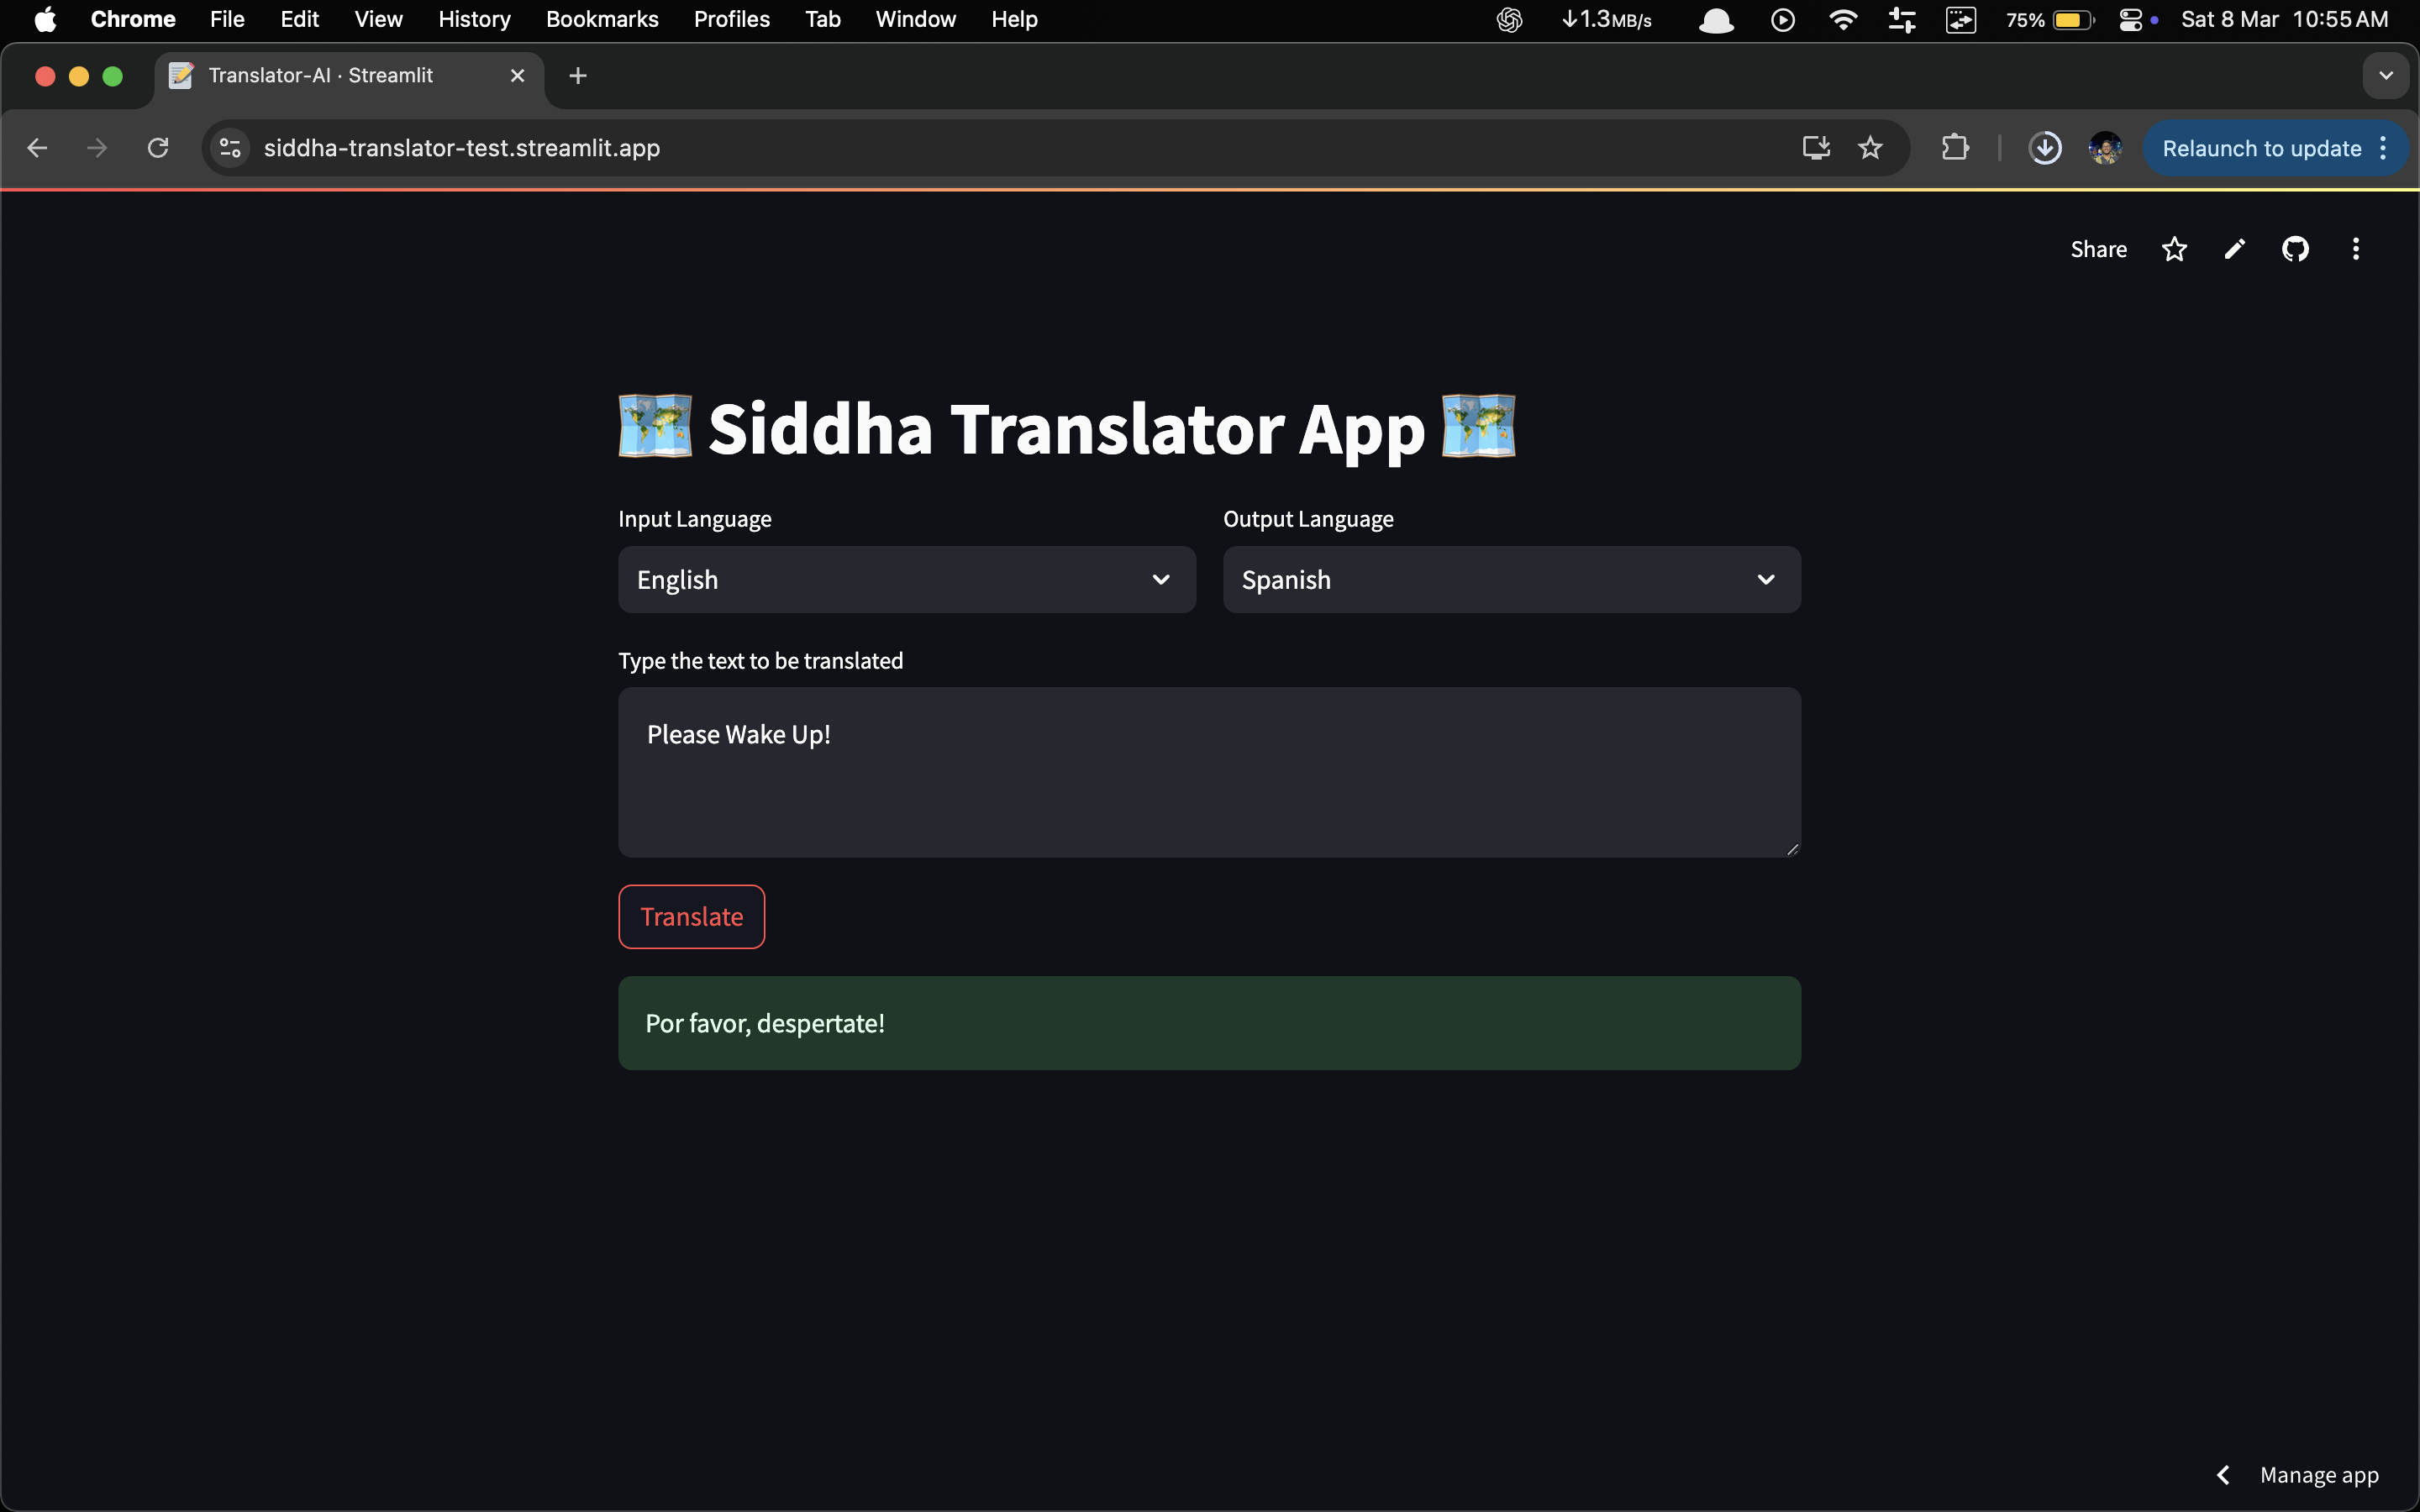 Chrome File Edit View History Bookmarks Profiles Tab Window Help ↓1.3MB/s 75% Sat 8 Mar 10:55 AM
Translator-AI · Streamlit
siddha-translator-test.streamlit.app Relaunch to update
Share
Siddha Translator App
Input Language Output Language
English Spanish
Type the text to be translated
Please Wake Up!
Translate
Por favor, despertate!
Manage app